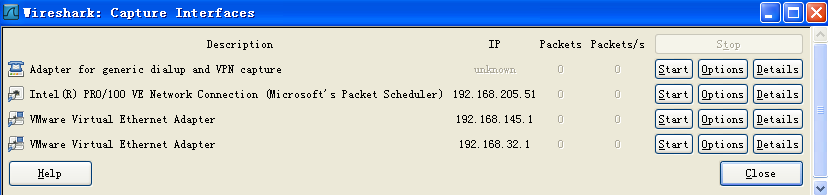 Wireshark: Capture Interfaces
Description IP Packets Packets/s Stop
Adapter for generic dialup and VPN capture unknown 0 0 Start Options Details
Intel(R) PRO/100 VE Network Connection (Microsoft's Packet Scheduler) 192.168.205.51 0 0 Start Options Details
VMware Virtual Ethernet Adapter 192.168.145.1 0 0 Start Options Details
VMware Virtual Ethernet Adapter 192.168.32.1 0 0 Start Options Details
Help Close